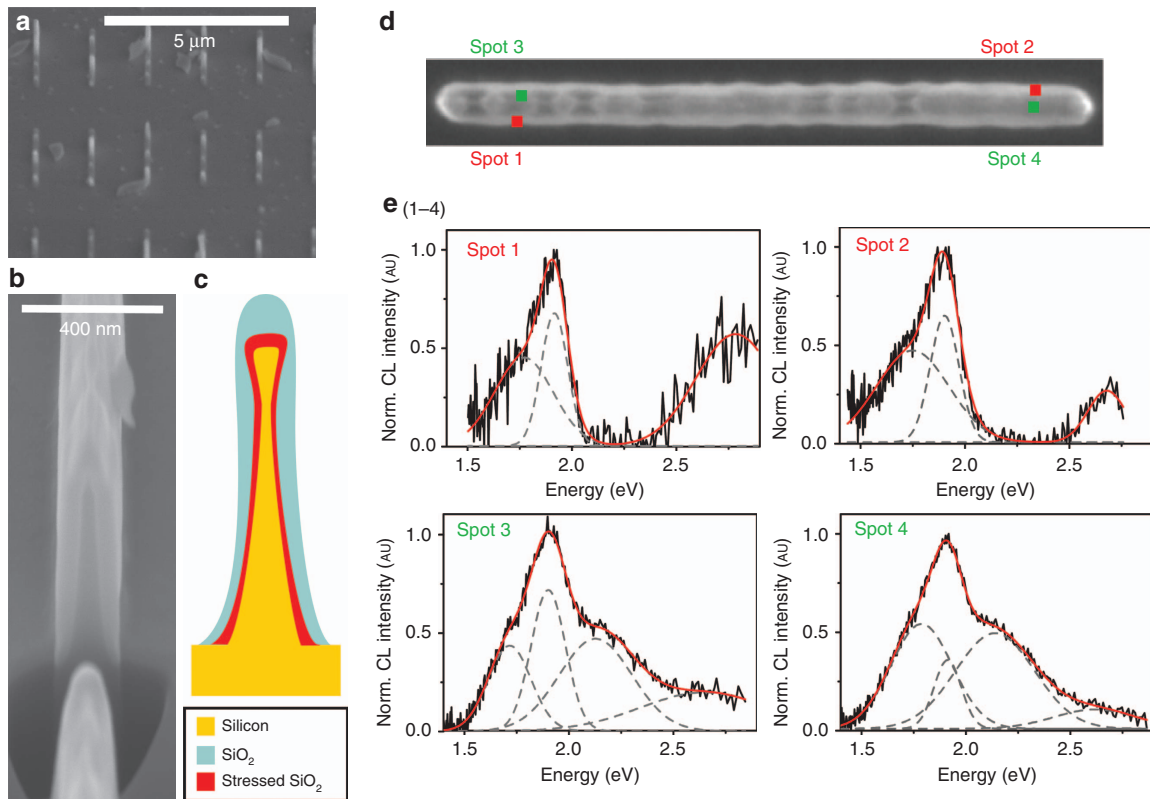 a
5 μm
b
400 nm
c
Silicon
SiO2
Stressed SiO2
d
Spot 3
Spot 2
Spot 1
Spot 4
e (1–4)
Spot 1
Norm. CL intensity (AU)
1.0
0.5
0.0
1.5 2.0 2.5
Energy (eV)
Spot 2
Norm. CL intensity (AU)
1.0
0.5
0.0
1.5 2.0 2.5
Energy (eV)
Spot 3
Norm. CL intensity (AU)
1.0
0.5
0.0
1.5 2.0 2.5
Energy (eV)
Spot 4
Norm. CL intensity (AU)
1.0
0.5
0.0
1.5 2.0 2.5
Energy (eV)